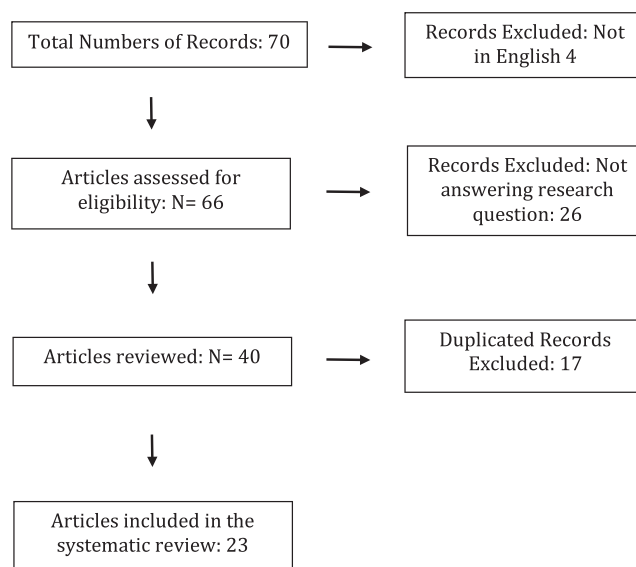 Total Numbers of Records: 70
Records Excluded: Not
in English 4
Articles assessed for
eligibility: N= 66
Records Excluded: Not
answering research
question: 26
Articles reviewed: N= 40
Duplicated Records
Excluded: 17
Articles included in the
systematic review: 23